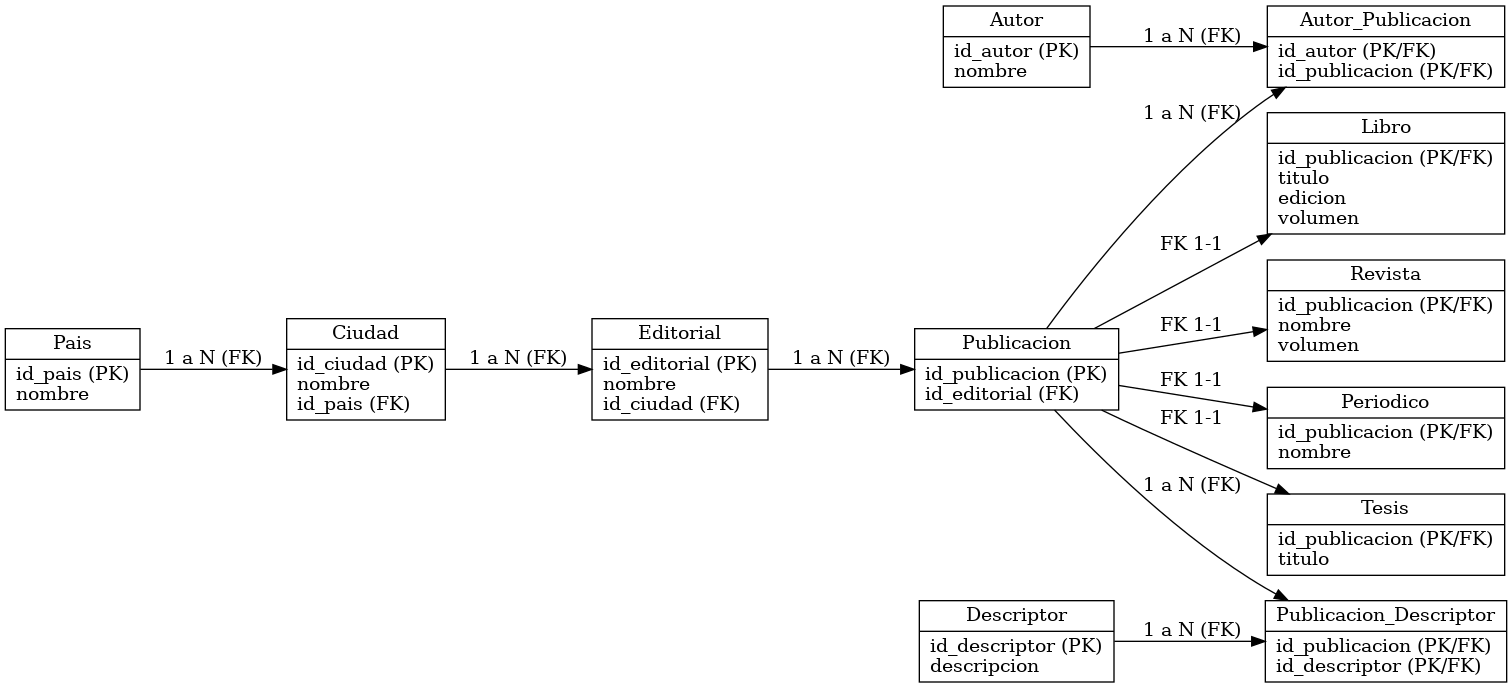 Autor
id_autor (PK)
nombre
1 a N (FK)
Autor_Publicacion
id_autor (PK/FK)
id_publicacion (PK/FK)
1 a N (FK)
Libro
id_publicacion (PK/FK)
titulo
edicion
volumen
FK 1-1
Revista
id_publicacion (PK/FK)
nombre
volumen
FK 1-1
Pais
id_pais (PK)
nombre
1 a N (FK)
Ciudad
id_ciudad (PK)
nombre
id_pais (FK)
1 a N (FK)
Editorial
id_editorial (PK)
nombre
id_ciudad (FK)
1 a N (FK)
Publicacion
id_publicacion (PK)
id_editorial (FK)
FK 1-1
Periodico
id_publicacion (PK/FK)
nombre
FK 1-1
Tesis
id_publicacion (PK/FK)
titulo
1 a N (FK)
Descriptor
id_descriptor (PK)
descripcion
1 a N (FK)
Publicacion_Descriptor
id_publicacion (PK/FK)
id_descriptor (PK/FK)